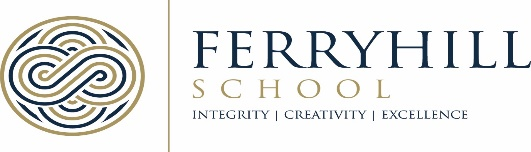 FERRYHILL
SCHOOL
INTEGRITY | CREATIVITY | EXCELLENCE